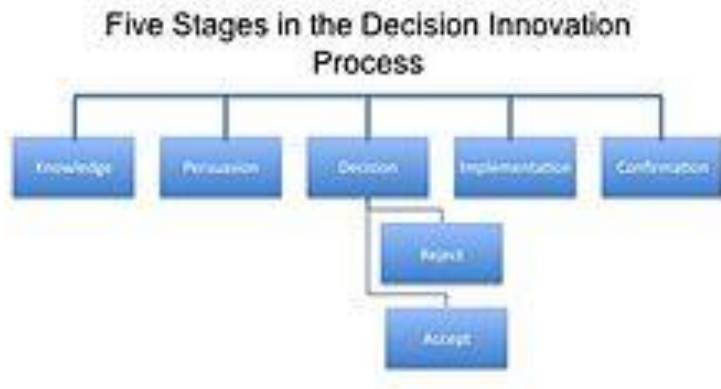 Five Stages in the Decision Innovation
Process
Knowledge
Persuasion
Decision
Implementation
Confirmation
Reject
Accept